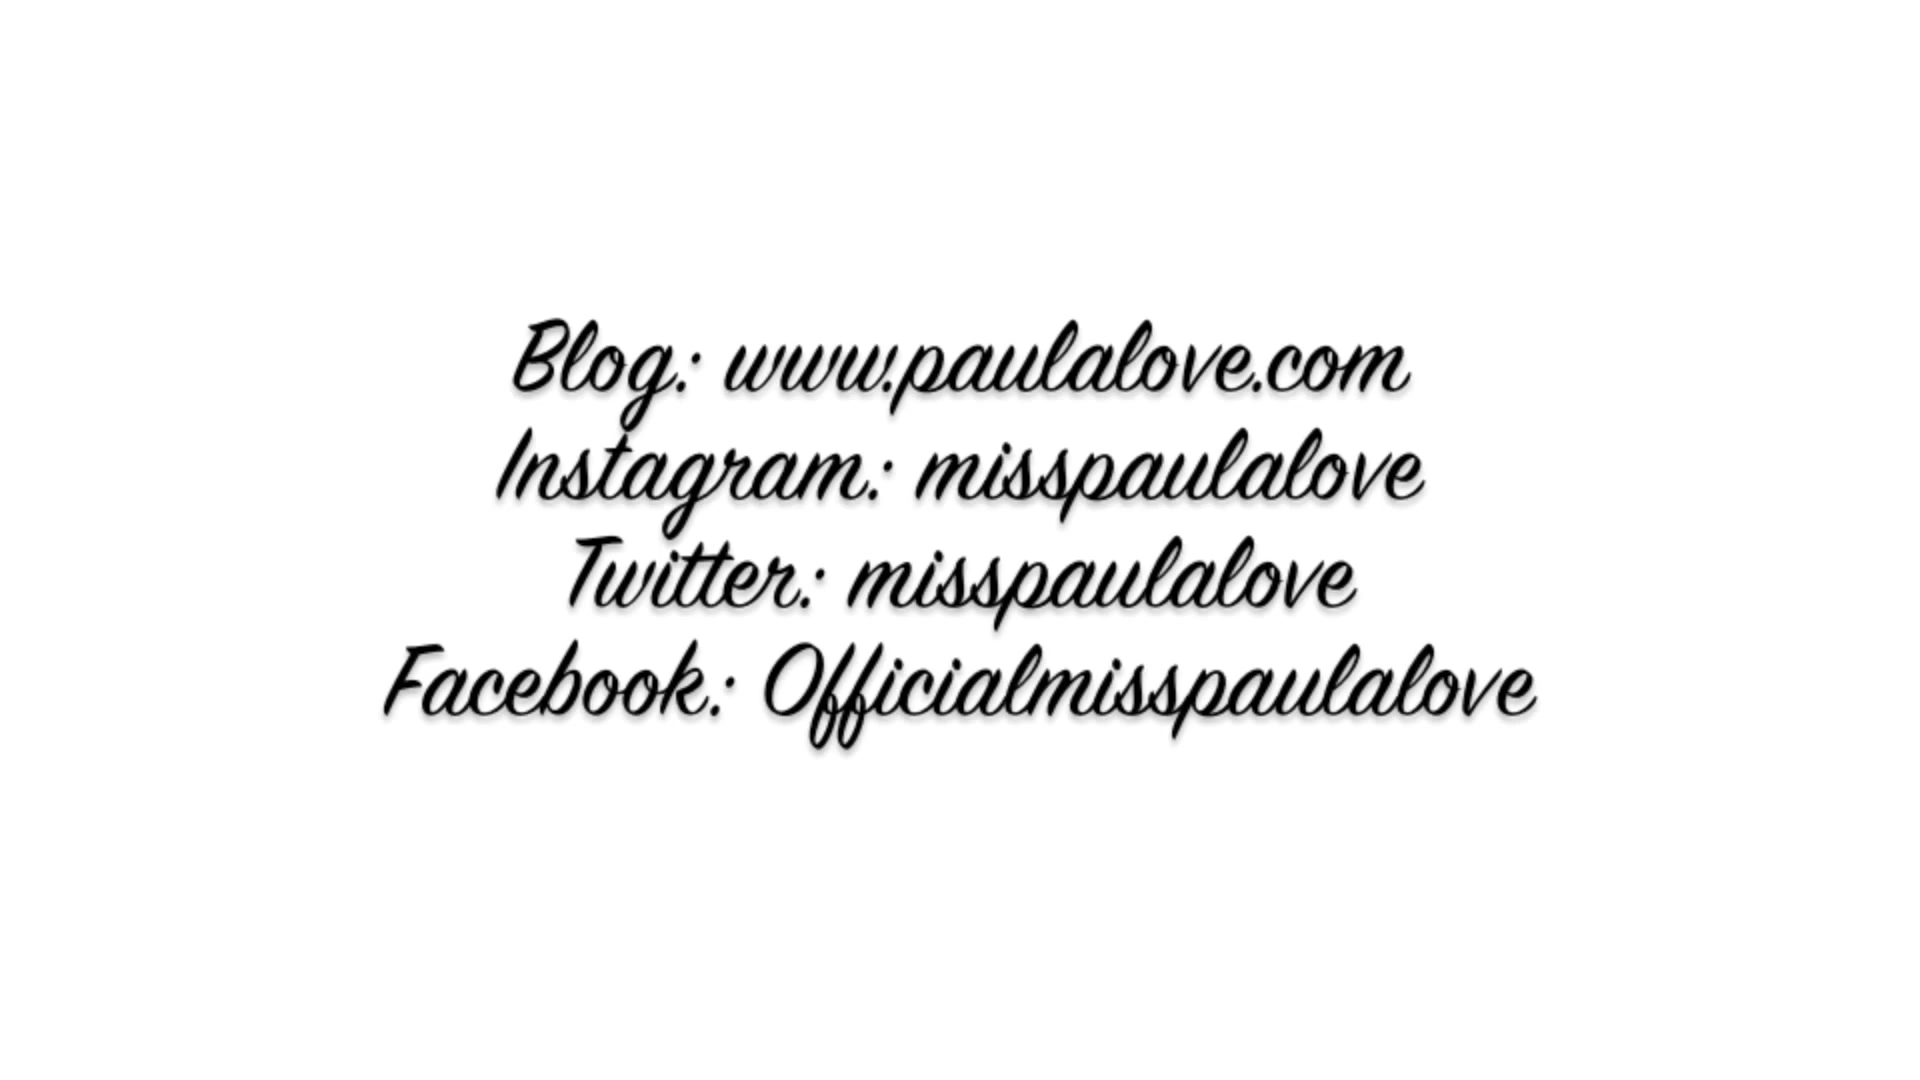 Blog: www.paulalove.com
Instagram: misspaulalove
Twitter: misspaulalove
Facebook: Officialmisspaulalove